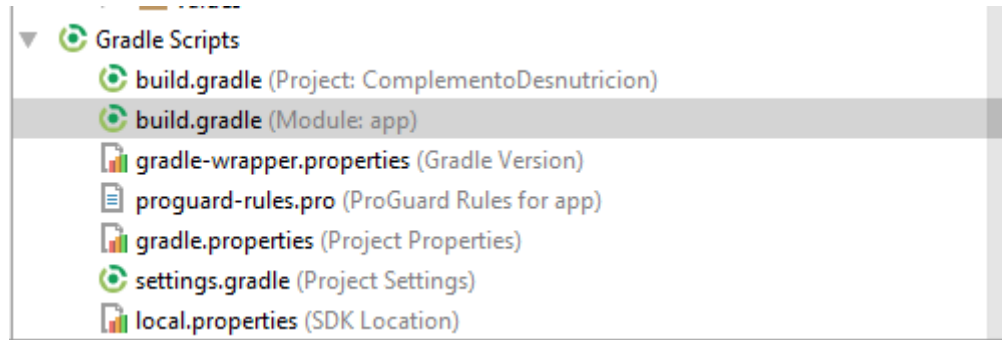 Gradle Scripts
build.gradle (Project: ComplementoDesnutricion)
build.gradle (Module: app)
gradle-wrapper.properties (Gradle Version)
proguard-rules.pro (ProGuard Rules for app)
gradle.properties (Project Properties)
settings.gradle (Project Settings)
local.properties (SDK Location)